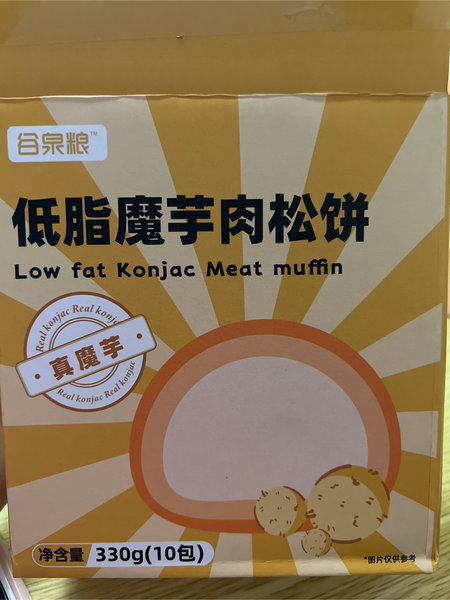 谷泉粮™
低脂魔芋肉松饼
Low fat Konjac Meat muffin
Real konjac Real konjac
·真魔芋·
Real konjac Real konjac
净含量 330g(10包)
*图片仅供参考